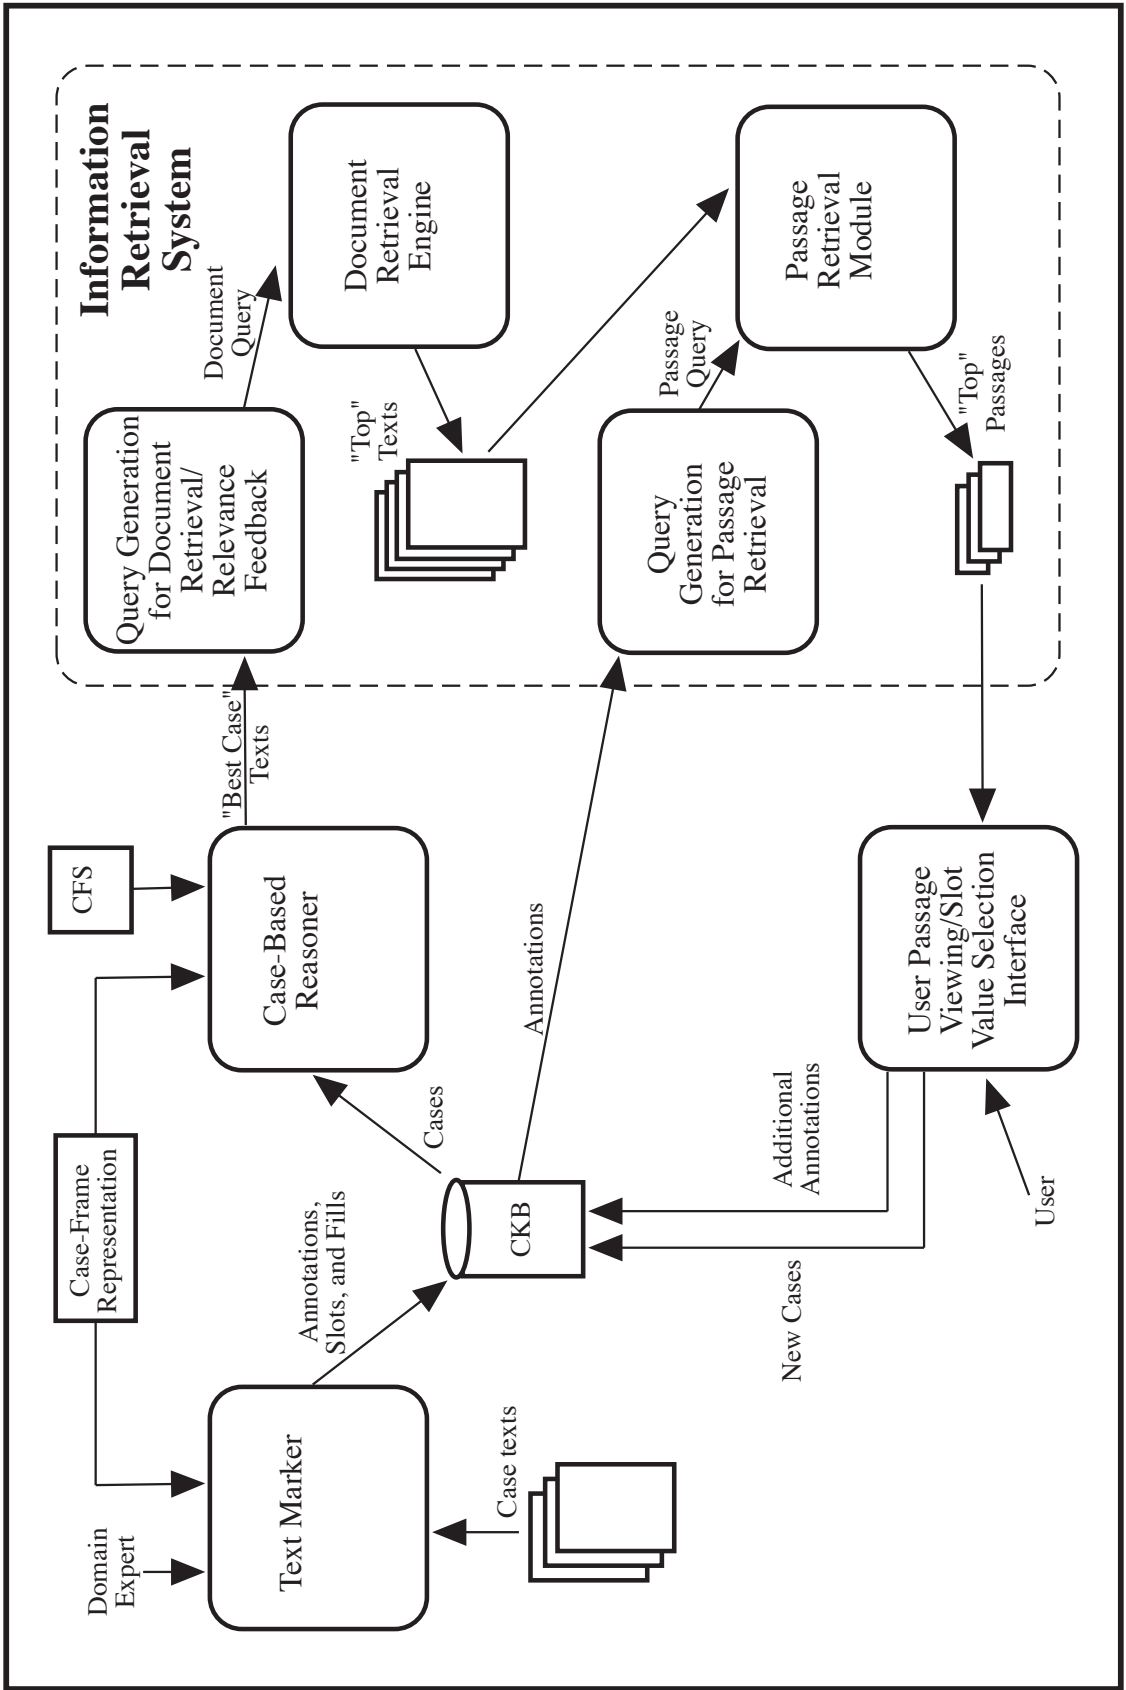 Information
Retrieval
System
Domain
Expert
Case-Frame
Representation
CFS
Text Marker
Case texts
Annotations,
Slots, and Fills
CKB
Cases
Case-Based
Reasoner
"Best Case"
Texts
Query Generation
for Document
Retrieval/
Relevance
Feedback
Document
Query
Document
Retrieval
Engine
"Top"
Texts
Annotations
Query
Generation
for Passage
Retrieval
Passage
Query
Passage
Retrieval
Module
"Top"
Passages
User Passage
Viewing/Slot
Value Selection
Interface
User
Additional
Annotations
New Cases